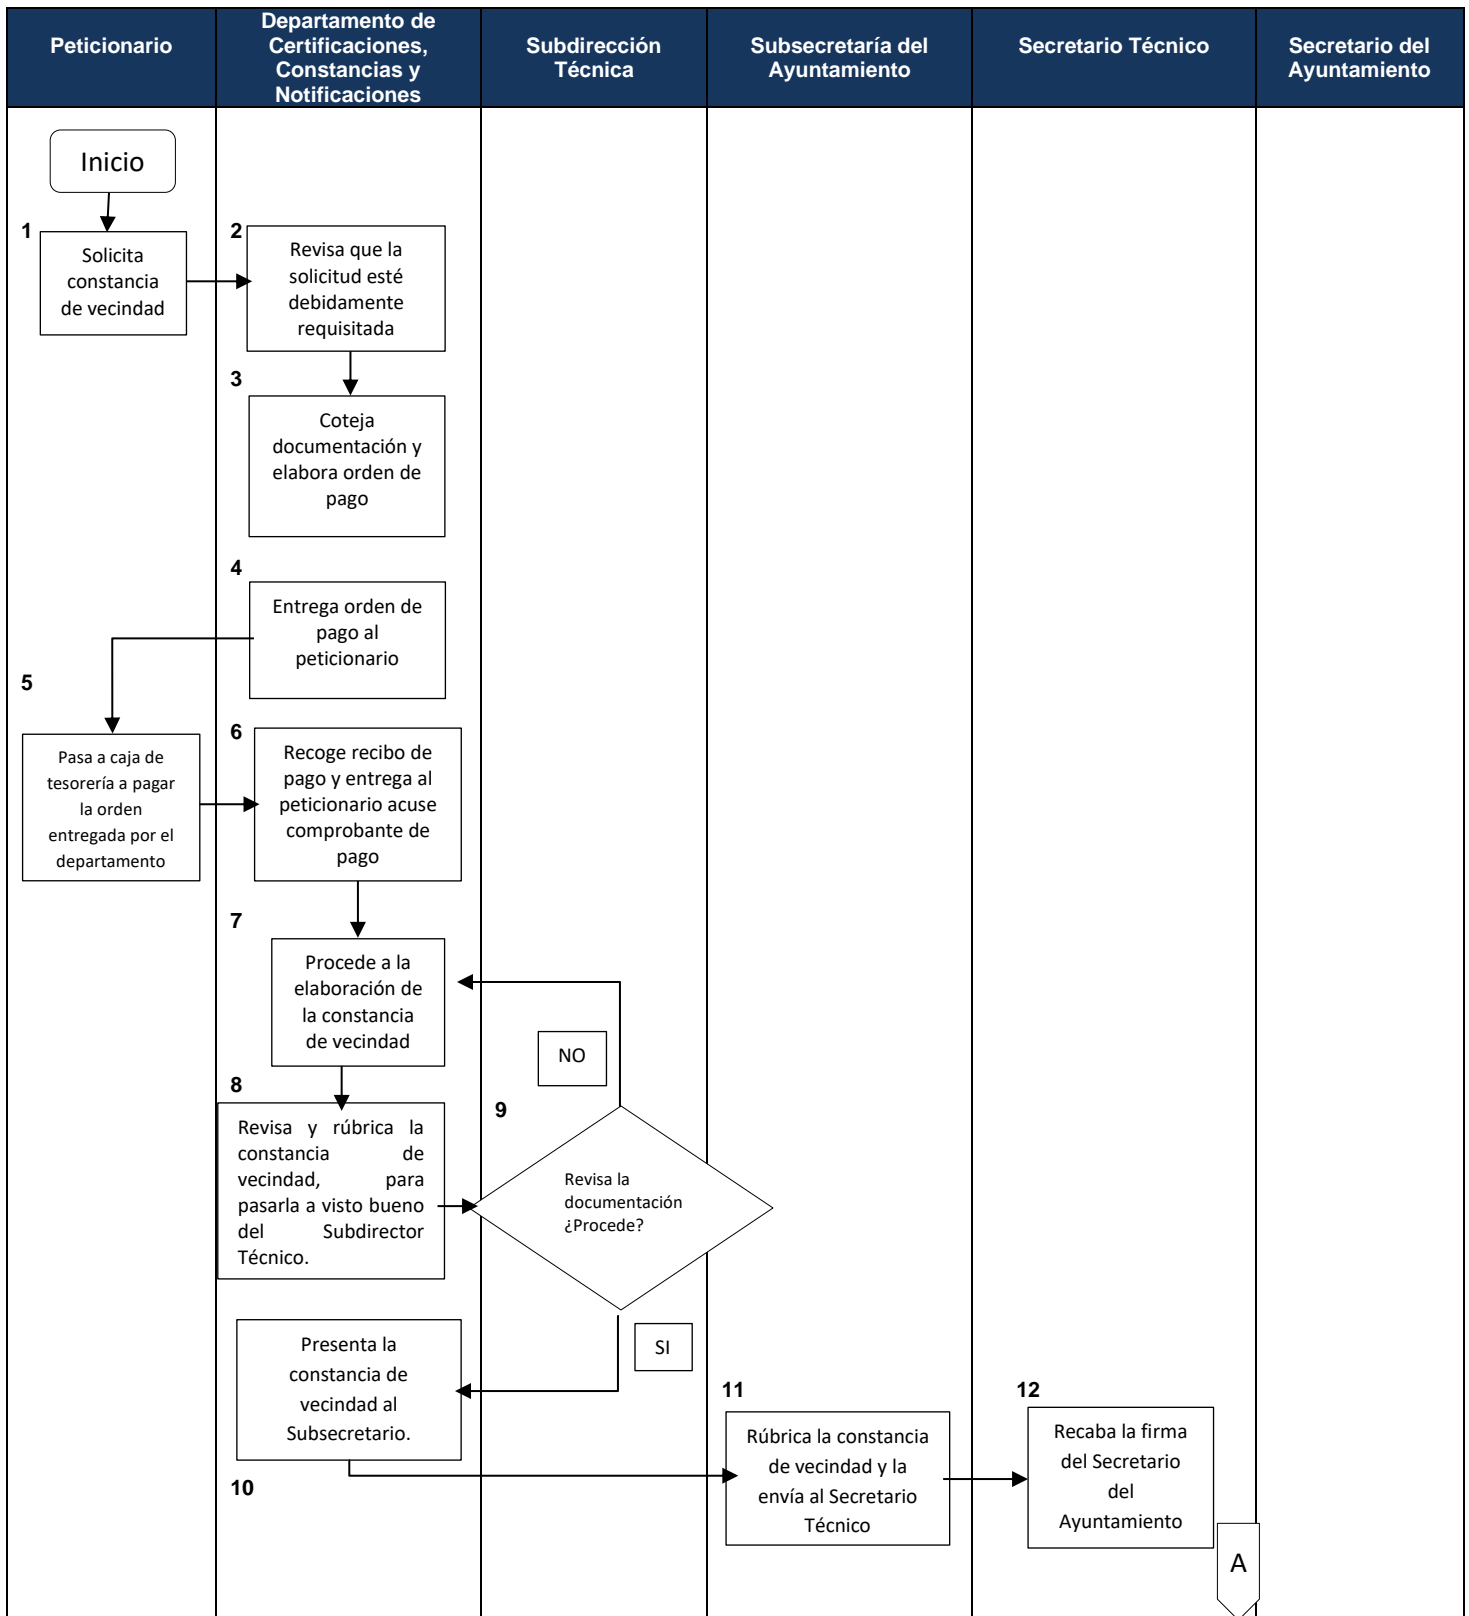 Peticionario
Departamento de
Certificaciones,
Constancias y
Notificaciones
Subdirección
Técnica
Subsecretaría del
Ayuntamiento
Secretario Técnico
Secretario del
Ayuntamiento
Inicio
1
Solicita
constancia
de vecindad
2
Revisa que la
solicitud esté
debidamente
requisitada
3
Coteja
documentación y
elabora orden de
pago
4
Entrega orden de
pago al
peticionario
5
Pasa a caja de
tesorería a pagar
la orden
entregada por el
departamento
6
Recoge recibo de
pago y entrega al
peticionario acuse
comprobante de
pago
7
Procede a la
elaboración de
la constancia
de vecindad
NO
8
Revisa y rúbrica la
constancia de
vecindad, para
pasarla a visto bueno
del Subdirector
Técnico.
9
Revisa la
documentación
¿Procede?
SI
Presenta la
constancia de
vecindad al
Subsecretario.
10
11
Rúbrica la constancia
de vecindad y la
envía al Secretario
Técnico
12
Recaba la firma
del Secretario
del
Ayuntamiento
A